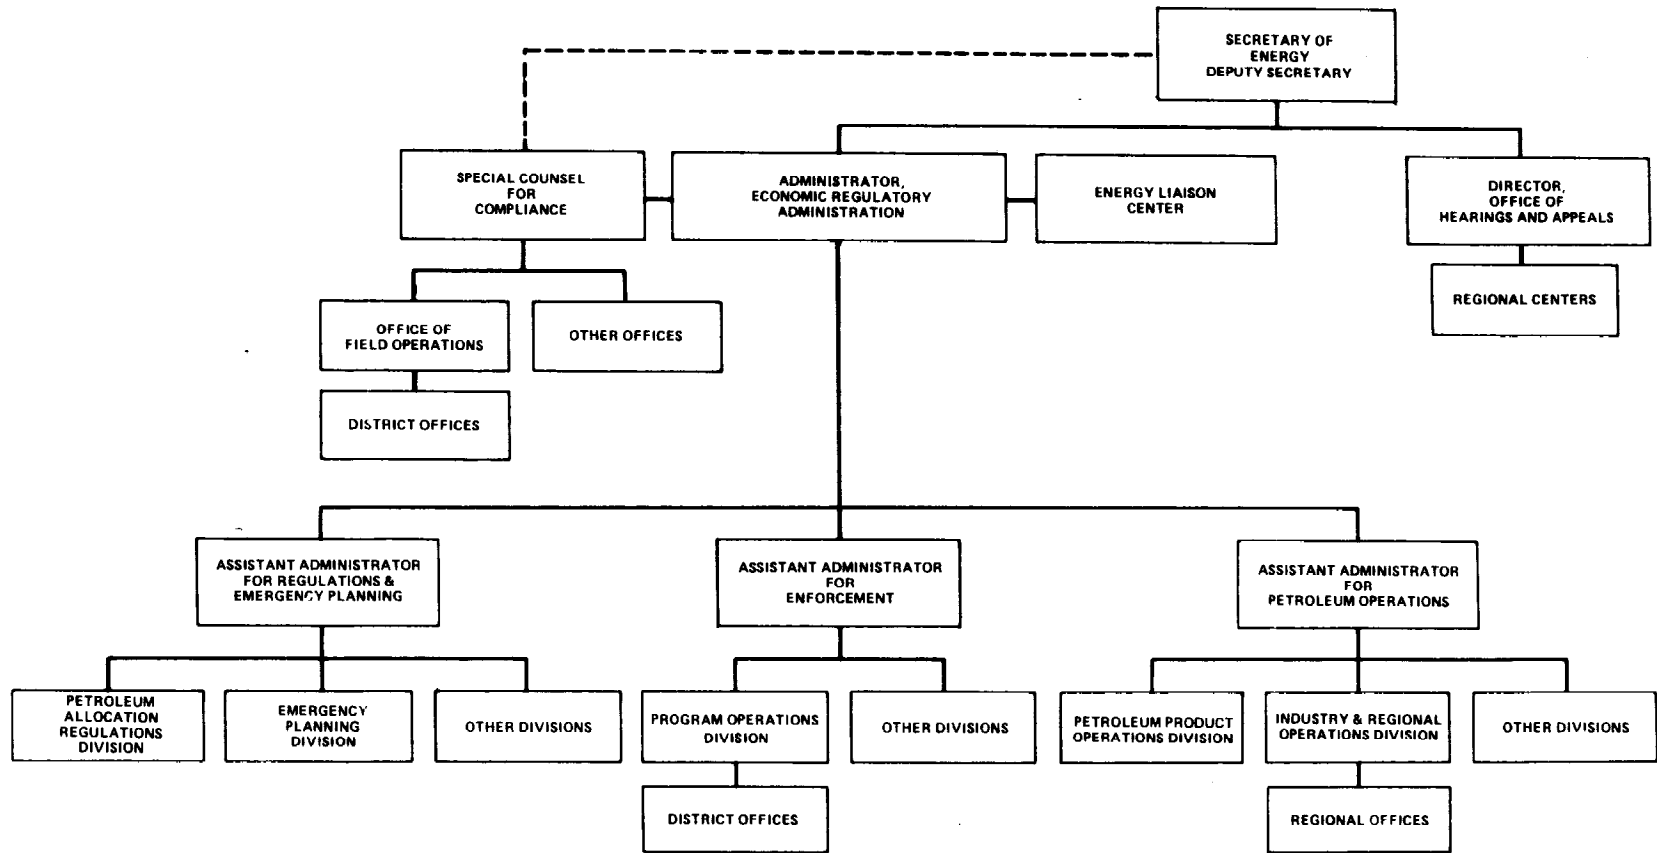 SECRETARY OF
ENERGY
DEPUTY SECRETARY
SPECIAL COUNSEL
FOR
COMPLIANCE
ADMINISTRATOR,
ECONOMIC REGULATORY
ADMINISTRATION
ENERGY LIAISON
CENTER
DIRECTOR,
OFFICE OF
HEARINGS AND APPEALS
REGIONAL CENTERS
OFFICE OF
FIELD OPERATIONS
OTHER OFFICES
DISTRICT OFFICES
ASSISTANT ADMINISTRATOR
FOR REGULATIONS &
EMERGENCY PLANNING
ASSISTANT ADMINISTRATOR
FOR
ENFORCEMENT
ASSISTANT ADMINISTRATOR
FOR
PETROLEUM OPERATIONS
PETROLEUM
ALLOCATION
REGULATIONS
DIVISION
EMERGENCY
PLANNING
DIVISION
OTHER DIVISIONS
PROGRAM OPERATIONS
DIVISION
OTHER DIVISIONS
PETROLEUM PRODUCT
OPERATIONS DIVISION
INDUSTRY & REGIONAL
OPERATIONS DIVISION
OTHER DIVISIONS
DISTRICT OFFICES
REGIONAL OFFICES